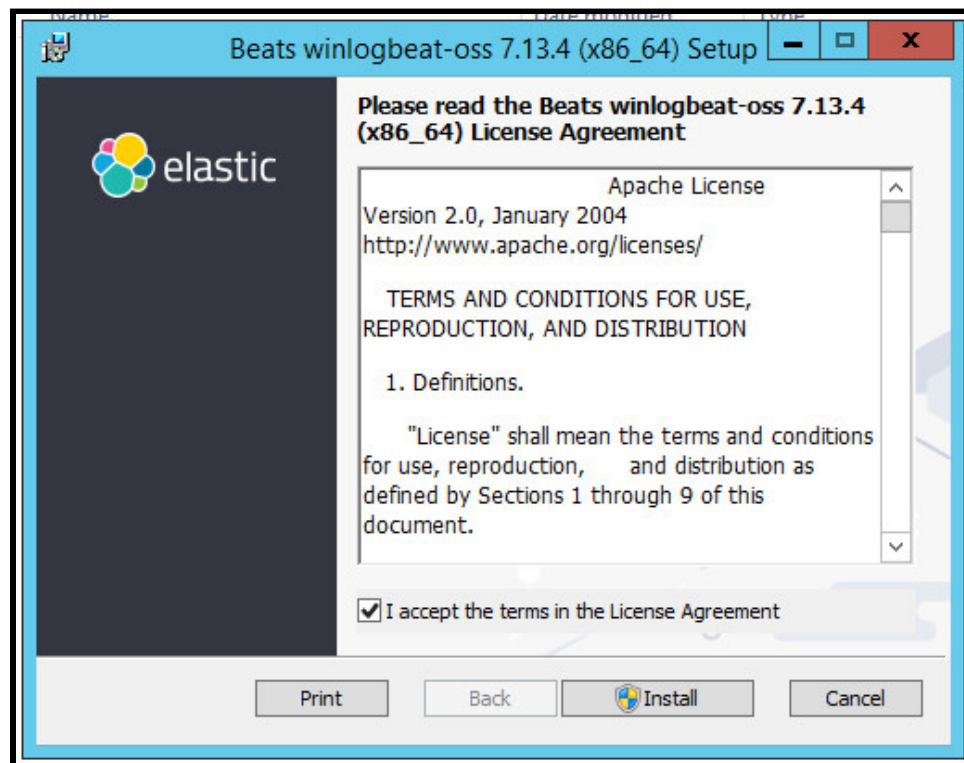 Name Date modified Type
Beats winlogbeat-oss 7.13.4 (x86_64) Setup
elastic
Please read the Beats winlogbeat-oss 7.13.4
(x86_64) License Agreement
Apache License
Version 2.0, January 2004
http://www.apache.org/licenses/
TERMS AND CONDITIONS FOR USE,
REPRODUCTION, AND DISTRIBUTION
1. Definitions.
"License" shall mean the terms and conditions
for use, reproduction, and distribution as
defined by Sections 1 through 9 of this
document.
I accept the terms in the License Agreement
Print Back Install Cancel